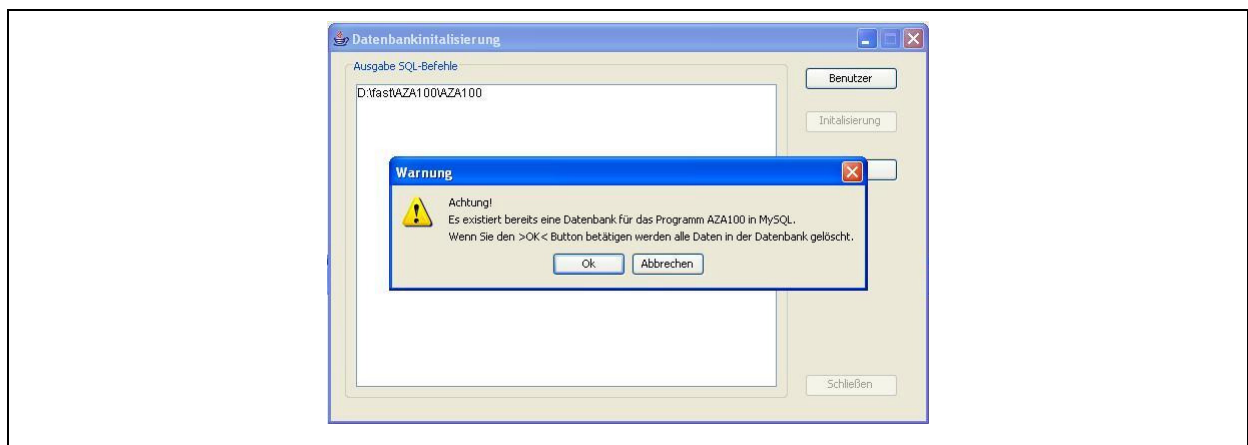 Datenbankinitalisierung
Ausgabe SQL-Befehle
Benutzer
D:\fast\AZA100\AZA100
Initalisierung
Warnung
Achtung!
Es existiert bereits eine Datenbank für das Programm AZA100 in MySQL.
Wenn Sie den >OK< Button betätigen werden alle Daten in der Datenbank gelöscht.
Ok
Abbrechen
Schließen